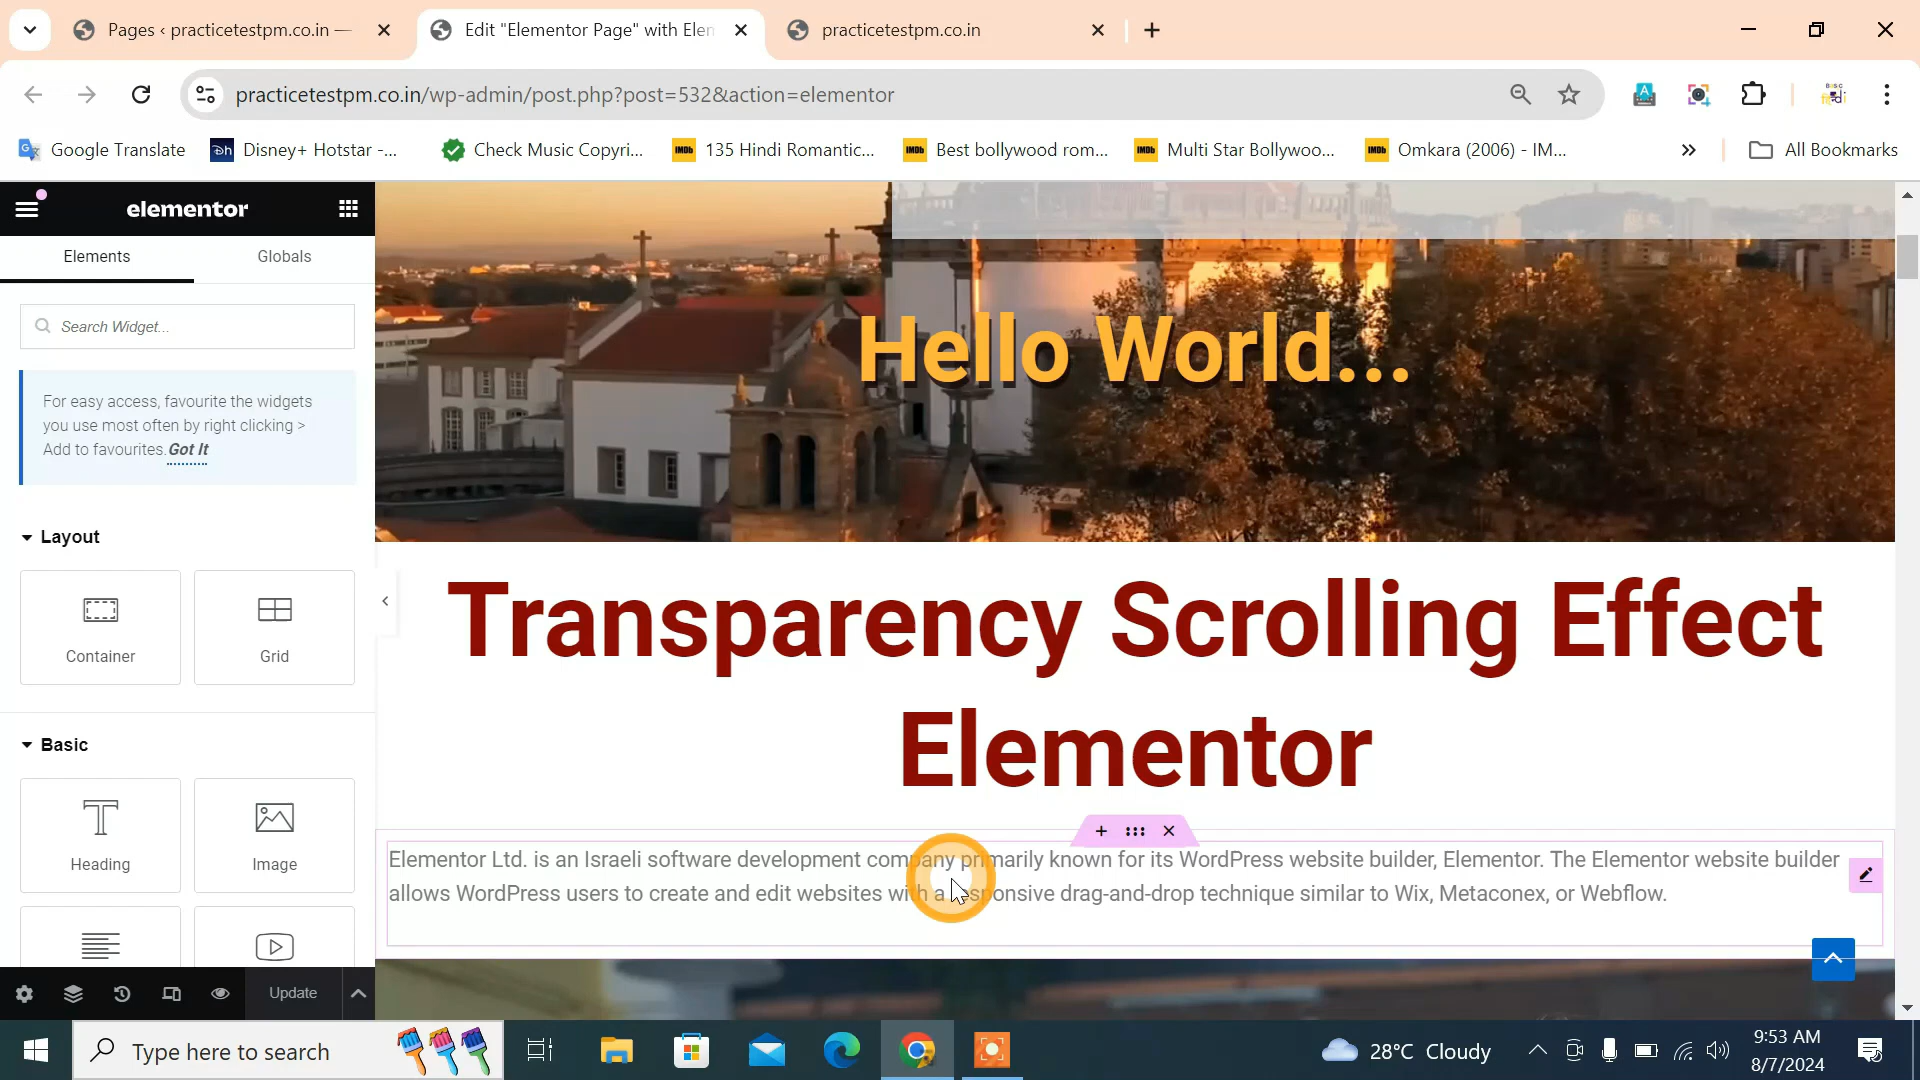 Pages ‹ practicetestpm.co.in —
Edit "Elementor Page" with Elem
practicetestpm.co.in
practicetestpm.co.in/wp-admin/post.php?post=532&action=elementor
Google Translate
Disney+ Hotstar -...
Check Music Copyri...
135 Hindi Romantic...
Best bollywood rom...
Multi Star Bollywoo...
Omkara (2006) - IM...
All Bookmarks
elementor
Elements
Globals
Search Widget...
For easy access, favourite the widgets
you use most often by right clicking >
Add to favourites. Got It
Layout
Container
Grid
Basic
Heading
Image
Update
Hello World...
Transparency Scrolling Effect
Elementor
Elementor Ltd. is an Israeli software development company primarily known for its WordPress website builder, Elementor. The Elementor website builder
allows WordPress users to create and edit websites with a responsive drag-and-drop technique similar to Wix, Metaconex, or Webflow.
Type here to search
28°C Cloudy
9:53 AM
8/7/2024